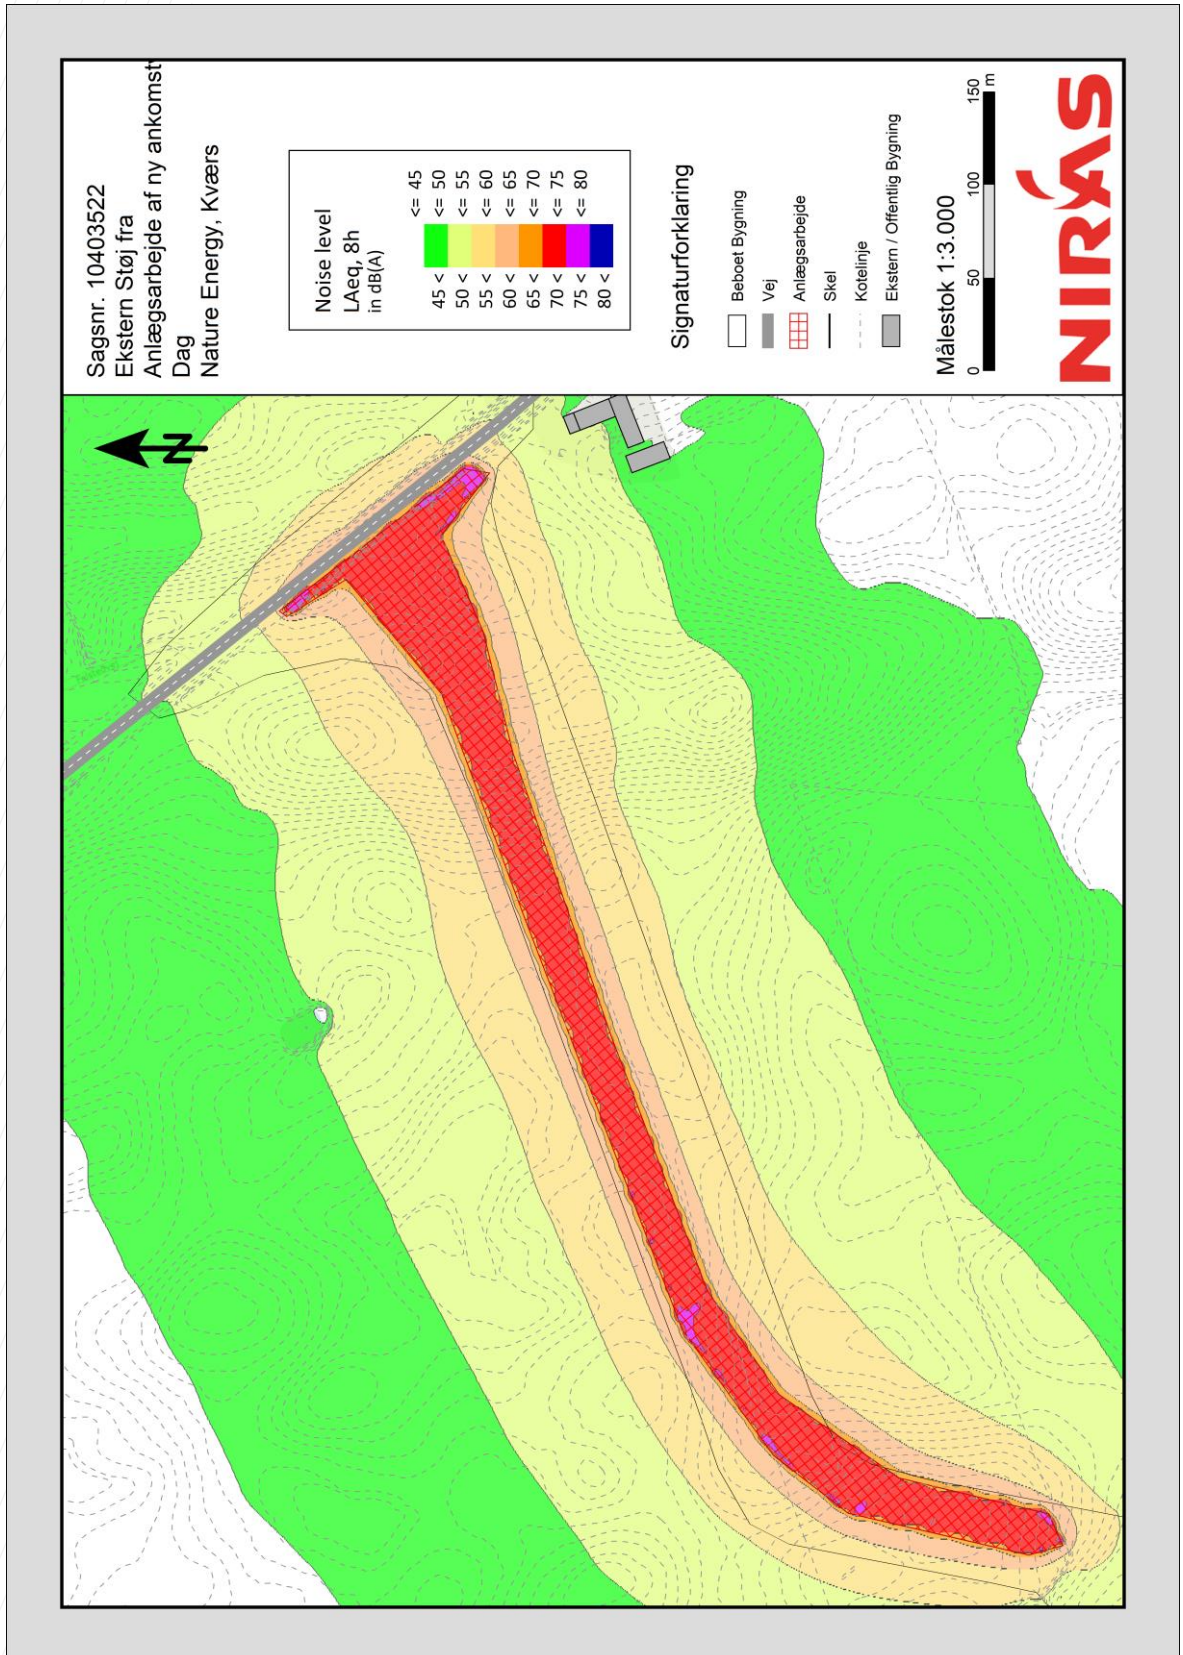 Sagsnr. 10403522
Ekstern Støj fra
Anlægsarbejde af ny ankomstv
Dag
Nature Energy, Kværs
Noise level
LAeq, 8h
in dB(A)
<= 45
45 < <= 50
50 < <= 55
55 < <= 60
60 < <= 65
65 < <= 70
70 < <= 75
75 < <= 80
80 <
Signaturforklaring
Beboet Bygning
Vej
Anlægsarbejde
Skel
Kotelinje
Ekstern / Offentlig Bygning
Målestok 1:3.000
0 50 100 150
m
NIRAS
N